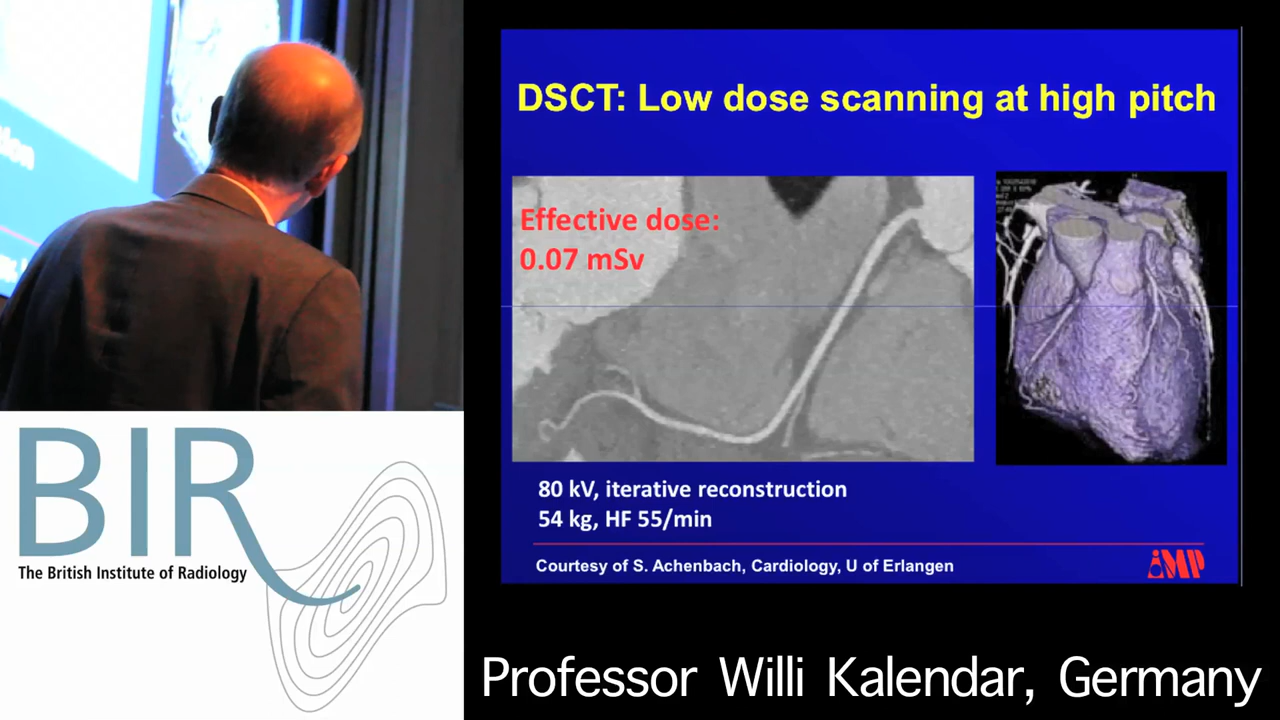 DSCT: Low dose scanning at high pitch
Effective dose:
0.07 mSv
80 kV, iterative reconstruction
54 kg, HF 55/min
Courtesy of S. Achenbach, Cardiology, U of Erlangen
iMP
BIR
The British Institute of Radiology
Professor Willi Kalendar, Germany